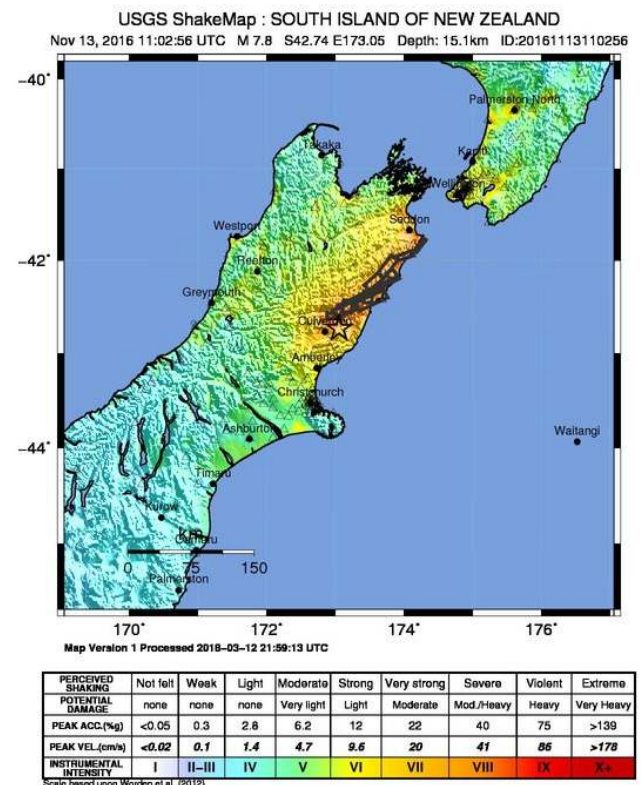 USGS ShakeMap : SOUTH ISLAND OF NEW ZEALAND
Nov 13, 2016 11:02:56 UTC M 7.8 S42.74 E173.05 Depth: 15.1km ID:20161113110256
-40°
Palmerston North
Takaka
Kapiti
Wellington
Westport
Seddon
-42°
Reefton
Greymouth
Culverden
Amberley
Christchurch
-44°
Ashburton
Waitangi
Timaru
Kurow
Oamaru
0 75 150
Palmerston
170° 172° 174° 176°
Map Version 1 Processed 2018-03-12 21:59:13 UTC
PERCEIVED SHAKING Not felt Weak Light Moderate Strong Very strong Severe Violent Extreme
POTENTIAL DAMAGE none none none Very light Light Moderate Mod./Heavy Heavy Very Heavy
PEAK ACC.(%g) <0.05 0.3 2.8 6.2 12 22 40 75 >139
PEAK VEL.(cm/s) <0.02 0.1 1.4 4.7 9.6 20 41 86 >178
INSTRUMENTAL INTENSITY I II-III IV V VI VII VIII IX X+
Scale based upon Worden et al. (2012)